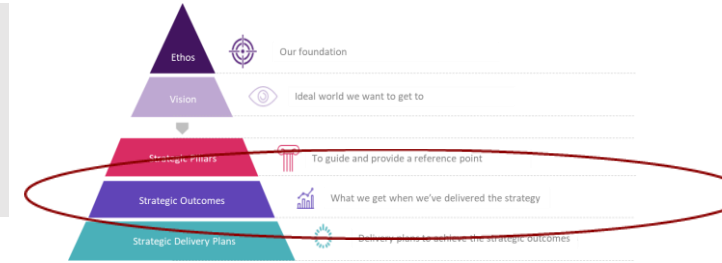 Ethos
Our foundation
Vision
Ideal world we want to get to
Strategic Pillars
To guide and provide a reference point
Strategic Outcomes
What we get when we've delivered the strategy
Strategic Delivery Plans
Delivery plans to achieve the strategic outcomes